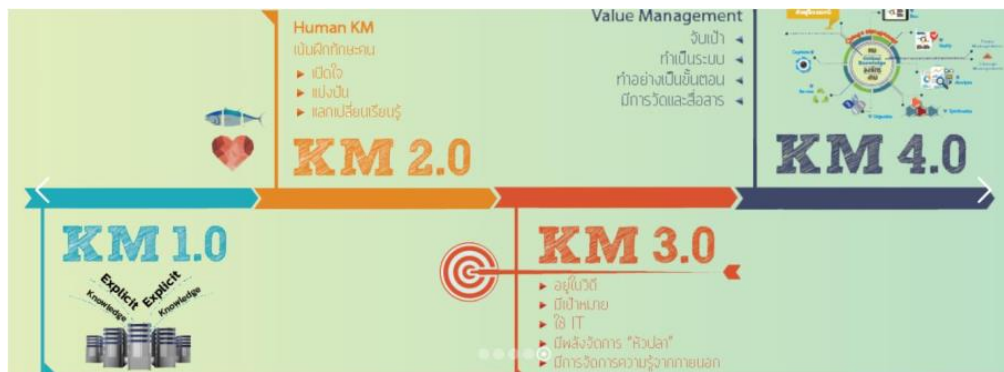 Human KM
เน้นฝึกทักษะคน
▸ เปิดใจ
▸ แบ่งปัน
▸ แลกเปลี่ยนเรียนรู้
KM 2.0
Value Management
จับเป้า
ทำเป็นระบบ
ทำอย่างเป็นขั้นตอน
มีการวัดและสื่อสาร
KM 4.0
KM 1.0
Explicit Explicit
Knowledge Knowledge
KM 3.0
▸ อยู่ในวิถี
▸ มีเป้าหมาย
▸ ใช้ IT
▸ มีพลังจัดการ "หัวปลา"
▸ มีการจัดการความรู้จากภายนอก